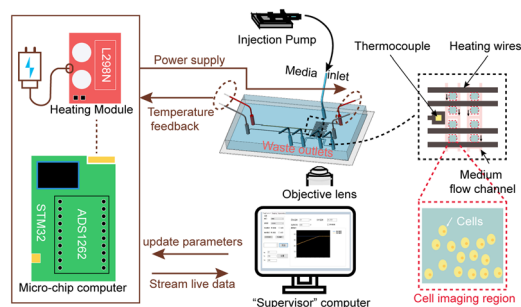 Injection Pump
L298N
Power supply
Media inlet
Thermocouple
Heating wires
Heating Module
Temperature
feedback
Waste outlets
Medium
flow channel
Objective lens
STM32
ADS1262
update parameters
Stream live data
Cells
Micro-chip computer
"Supervisor" computer
Cell imaging region